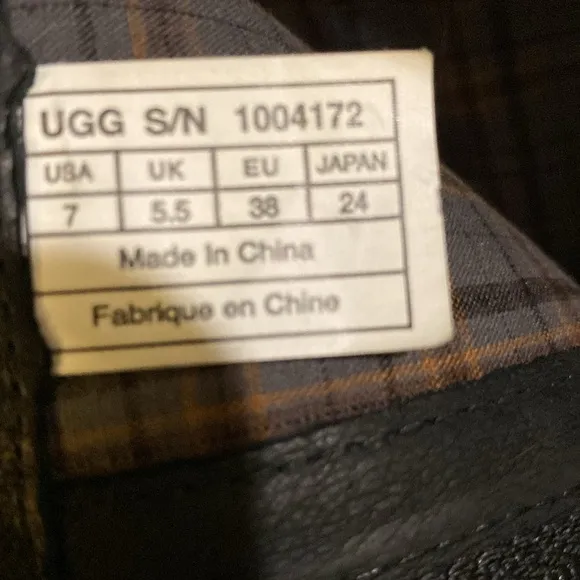 UGG S/N 1004172
USA UK EU JAPAN
7 5.5 38 24
Made In China
Fabrique en Chine